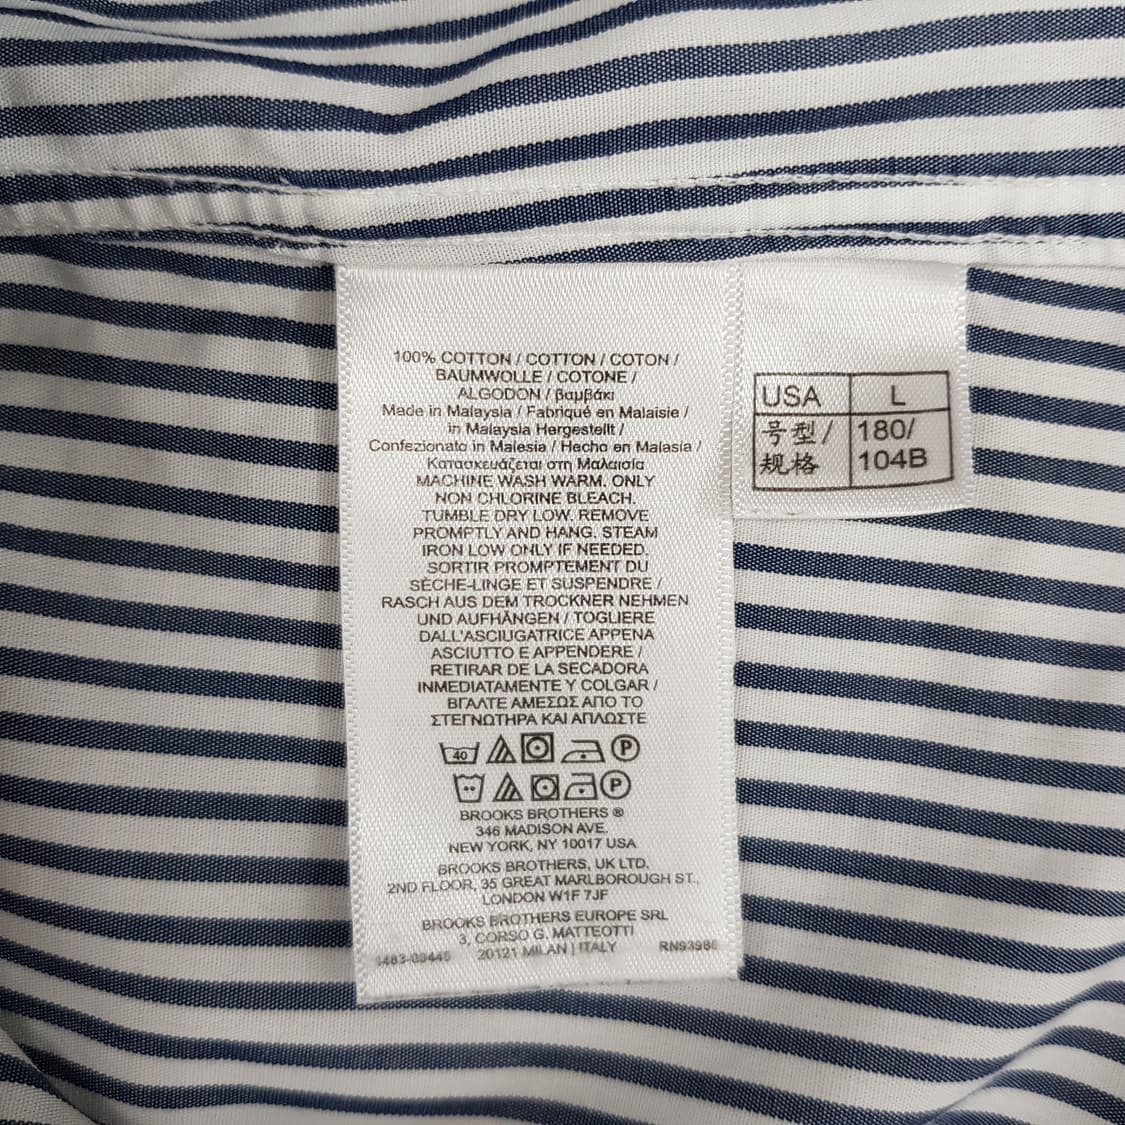 100% COTTON / COTTON / COTON /
BAUMWOLLE / COTONE /
ALGODON / βαμβάκι
Made in Malaysia / Fabriqué en Malaisie /
in Malaysia Hergestellt /
Confezionato in Malesia / Hecho en Malasia /
Κατασκευάζεται στη Μαλαισία
MACHINE WASH WARM. ONLY
NON CHLORINE BLEACH.
TUMBLE DRY LOW. REMOVE
PROMPTLY AND HANG. STEAM
IRON LOW ONLY IF NEEDED.
SORTIR PROMPTEMENT DU
SÈCHE-LINGE ET SUSPENDRE /
RASCH AUS DEM TROCKNER NEHMEN
UND AUFHÄNGEN / TOGLIERE
DALL'ASCIUGATRICE APPENA
ASCIUTTO E APPENDERE /
RETIRAR DE LA SECADORA
INMEDIATAMENTE Y COLGAR /
ΒΓΑΛΤΕ ΑΜΕΣΩΣ ΑΠΟ ΤΟ
ΣΤΕΓΝΩΤΗΡΑ ΚΑΙ ΑΠΛΩΣΤΕ
40 P
P
BROOKS BROTHERS ®
346 MADISON AVE.
NEW YORK, NY 10017 USA
BROOKS BROTHERS, UK LTD.
2ND FLOOR, 35 GREAT MARLBOROUGH ST.,
LONDON W1F 7JF
BROOKS BROTHERS EUROPE SRL
3, CORSO G. MATTEOTTI
20121 MILAN | ITALY
USA L
号型/ 180/
规格 104B